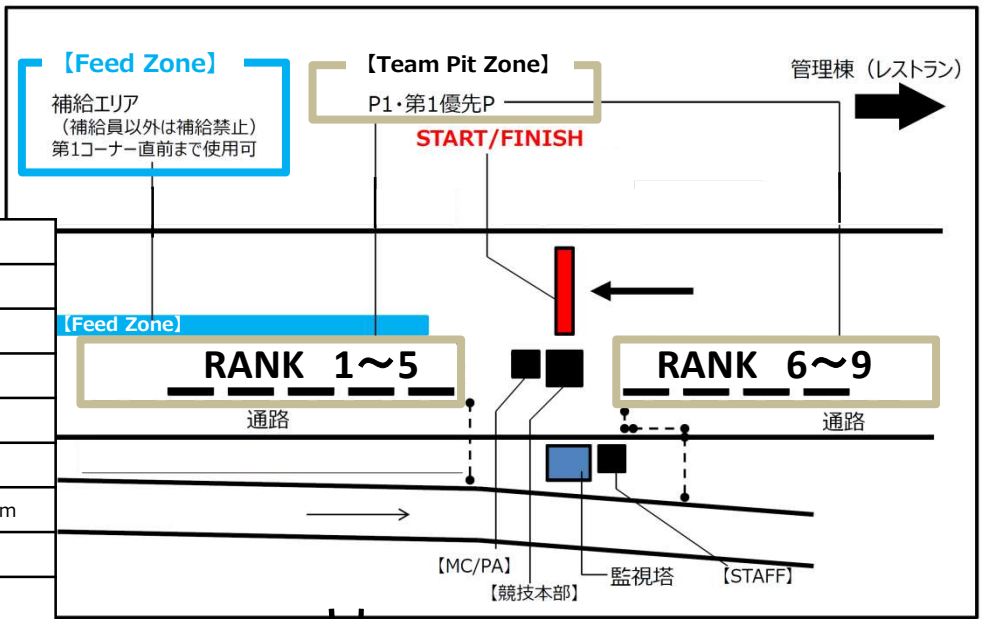 【Feed Zone】
補給エリア
（補給員以外は補給禁止）
第1コーナー直前まで使用可
【Team Pit Zone】
P1・第1優先P
START/FINISH
管理棟（レストラン）
【Feed Zone】
RANK 1～5
RANK 6～9
通路
通路
m
【MC/PA】
【競技本部】
監視塔
【STAFF】